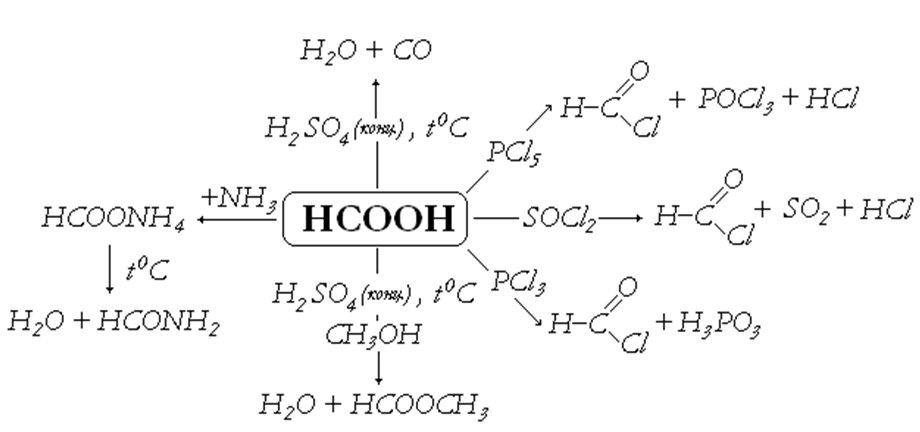 H₂O + CO
H₂SO₄(конц.), t⁰C
PCl₅
H–C O Cl + POCl₃ + HCl
+NH₃
HCOONH₄
HCOOH
SOCl₂
H–C O Cl + SO₂ + HCl
t⁰C
H₂O + HCONH₂
H₂SO₄(конц.), t⁰C
CH₃OH
PCl₃
H–C O Cl + H₃PO₃
H₂O + HCOOCH₃